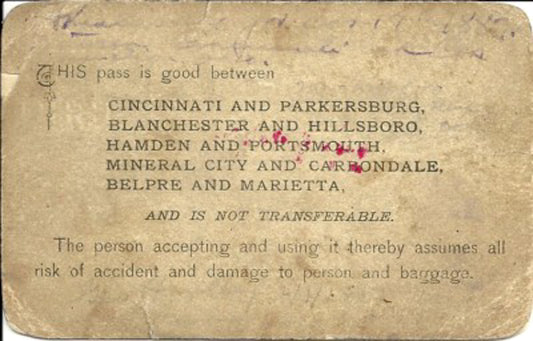 THIS pass is good between
CINCINNATI AND PARKERSBURG,
BLANCHESTER AND HILLSBORO,
HAMDEN AND PORTSMOUTH,
MINERAL CITY AND CARBONDALE,
BELPRE AND MARIETTA,
AND IS NOT TRANSFERABLE.
The person accepting and using it thereby assumes all
risk of accident and damage to person and baggage.